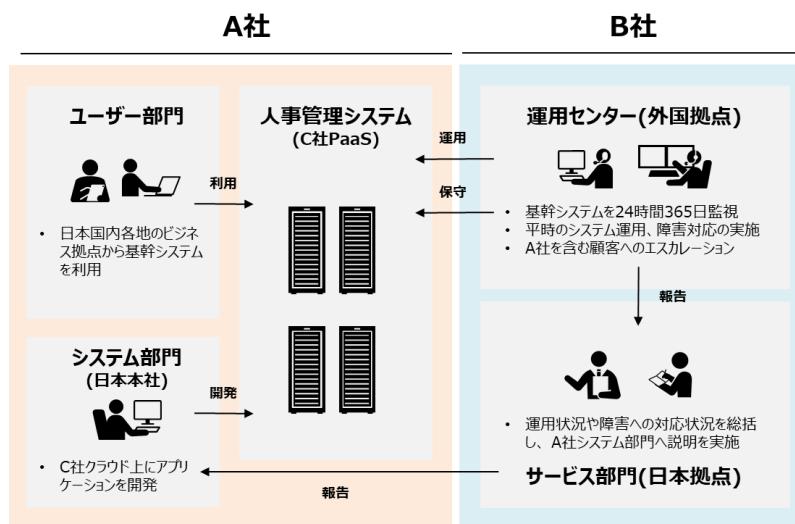 A社
B社
ユーザー部門
利用
• 日本国内各地のビジネ
ス拠点から基幹システム
を利用
システム部門
(日本本社)
開発
• C社クラウド上にアプリ
ケーションを開発
人事管理システム
(C社PaaS)
運用
保守
運用センター(外国拠点)
• 基幹システムを24時間365日監視
• 平時のシステム運用、障害対応の実施
• A社を含む顧客へのエスカレーション
報告
• 運用状況や障害への対応状況を総括
し、A社システム部門へ説明を実施
サービス部門(日本拠点)
報告